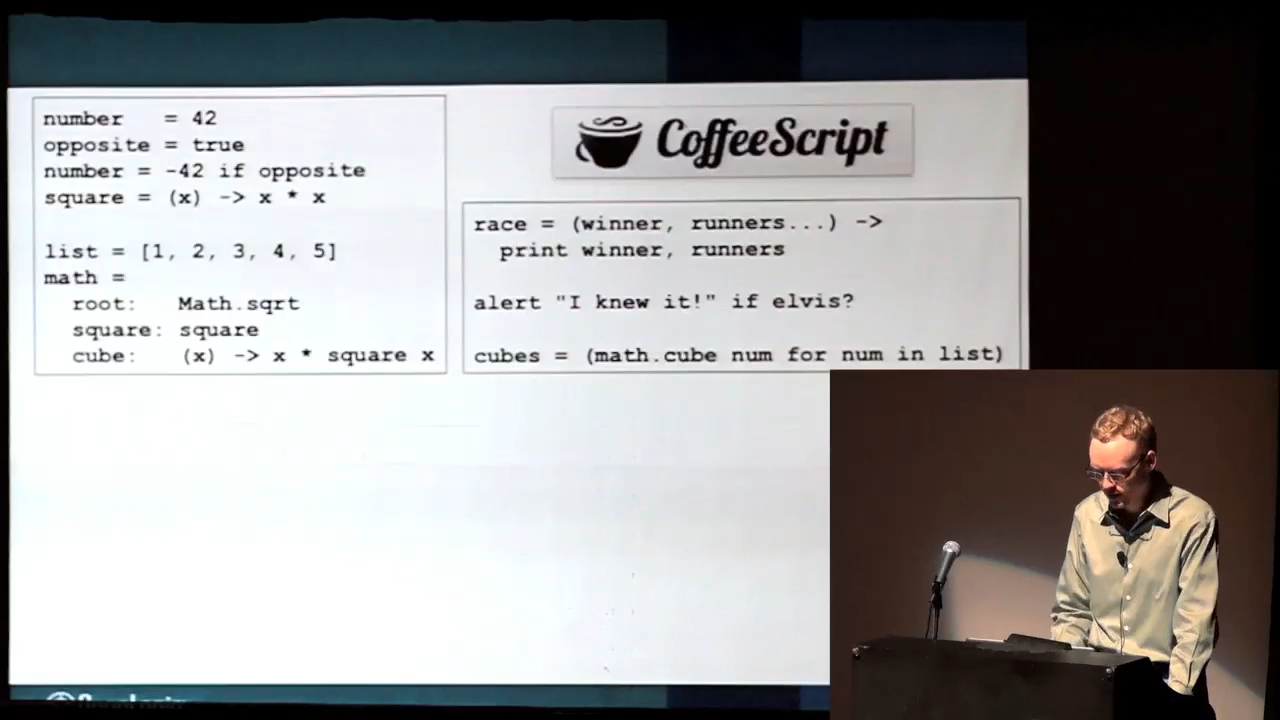 number   = 42
opposite = true
number = -42 if opposite
square = (x) -> x * x
list = [1, 2, 3, 4, 5]
math =
  root:   Math.sqrt
  square: square
  cube:   (x) -> x * square x
CoffeeScript
race = (winner, runners...) ->
  print winner, runners
alert "I knew it!" if elvis?
cubes = (math.cube num for num in list)